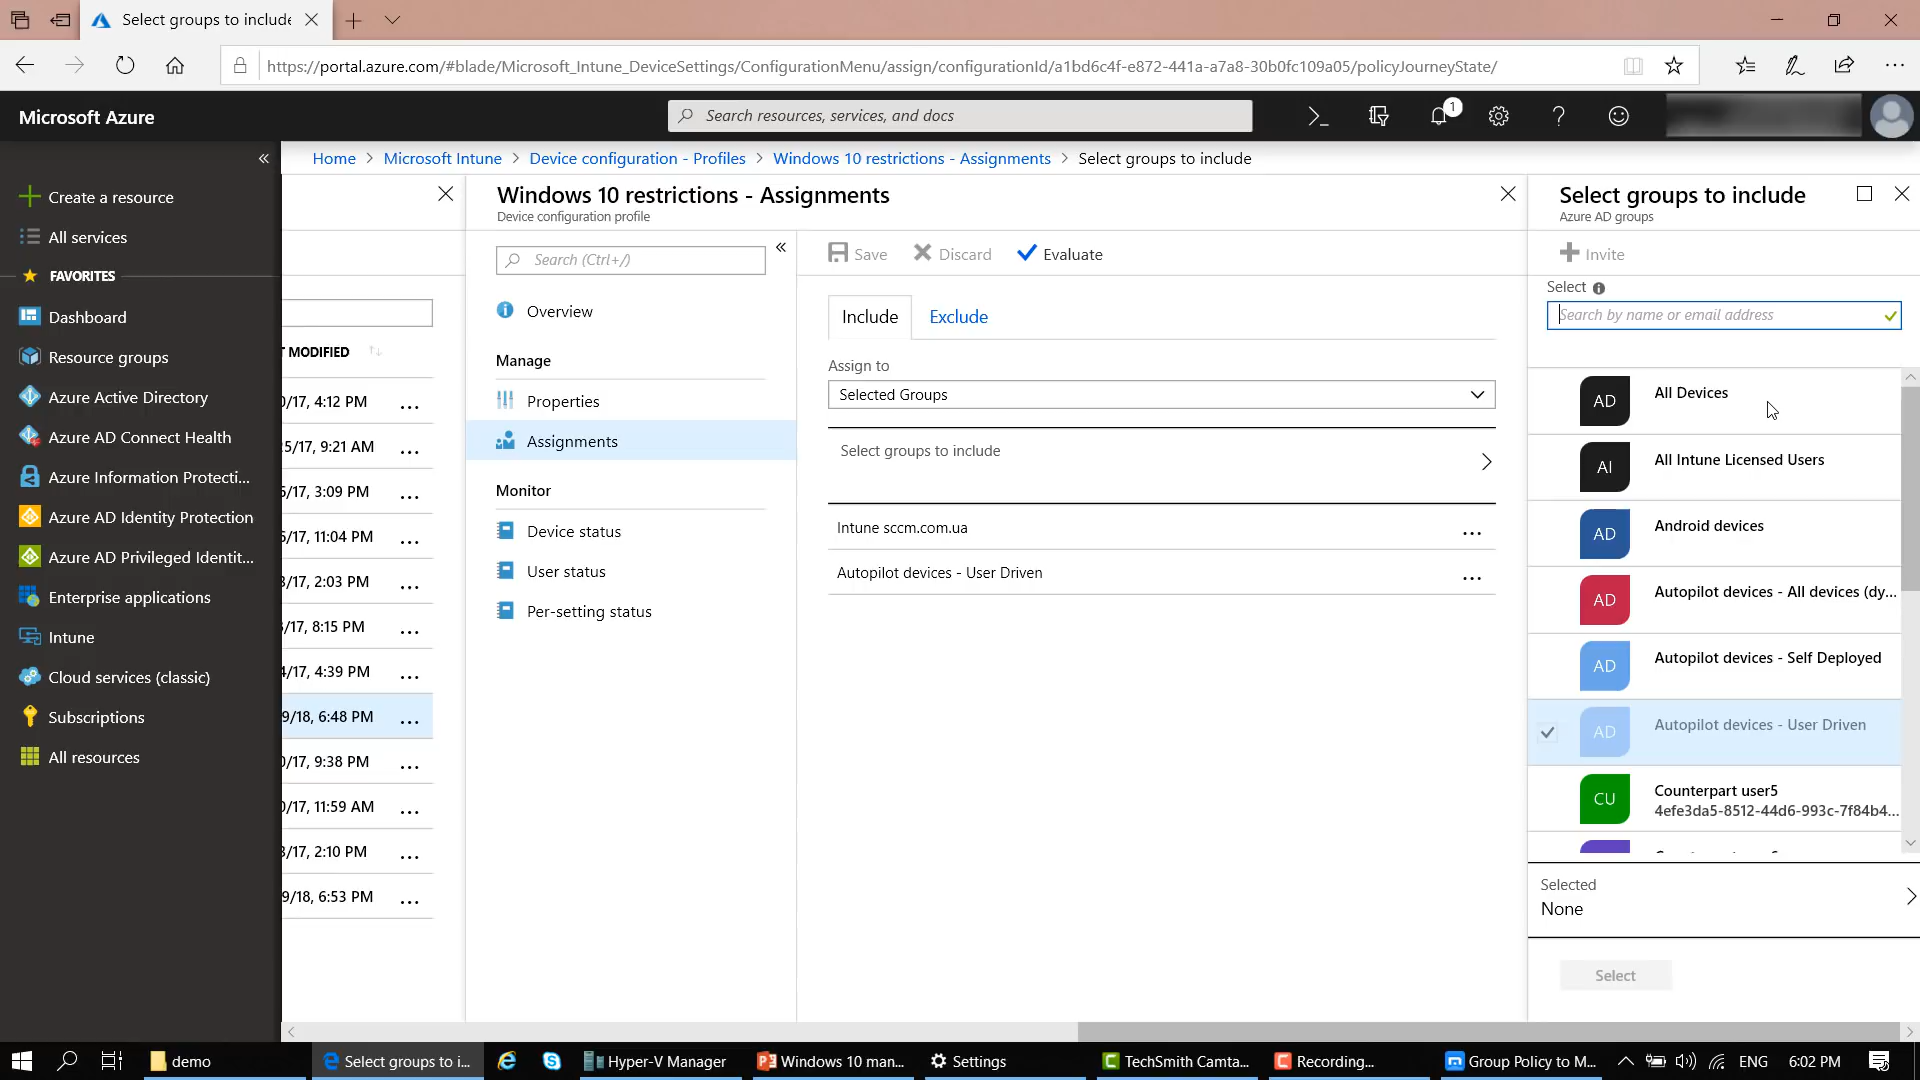 Select groups to include
https://portal.azure.com/#blade/Microsoft_Intune_DeviceSettings/ConfigurationMenu/assign/configurationId/a1bd6c4f-e872-441a-a7a8-30b0fc109a05/policyJourneyState/
Microsoft Azure
Search resources, services, and docs
1
Home > Microsoft Intune > Device configuration - Profiles > Windows 10 restrictions - Assignments > Select groups to include
Create a resource
All services
FAVORITES
Dashboard
Resource groups
Azure Active Directory
Azure AD Connect Health
Azure Information Protecti...
Azure AD Identity Protection
Azure AD Privileged Identit...
Enterprise applications
Intune
Cloud services (classic)
Subscriptions
All resources
T MODIFIED
0/17, 4:12 PM ...
25/17, 9:21 AM ...
6/17, 3:09 PM ...
6/17, 11:04 PM ...
3/17, 2:03 PM ...
8/17, 8:15 PM ...
4/17, 4:39 PM ...
9/18, 6:48 PM ...
0/17, 9:38 PM ...
0/17, 11:59 AM ...
3/17, 2:10 PM ...
9/18, 6:53 PM ...
Windows 10 restrictions - Assignments
Device configuration profile
Search (Ctrl+/)
Overview
Manage
Properties
Assignments
Monitor
Device status
User status
Per-setting status
Save Discard Evaluate
Include Exclude
Assign to
Selected Groups
Select groups to include
Intune sccm.com.ua ...
Autopilot devices - User Driven ...
Select groups to include
Azure AD groups
Invite
Select
Search by name or email address
AD All Devices
AI All Intune Licensed Users
AD Android devices
AD Autopilot devices - All devices (dy...
AD Autopilot devices - Self Deployed
AD Autopilot devices - User Driven
CU Counterpart user5
4efe3da5-8512-44d6-993c-7f84b4...
Selected
None
Select
demo
Select groups to i...
Hyper-V Manager
Windows 10 man...
Settings
TechSmith Camta...
Recording...
Group Policy to M...
ENG
6:02 PM